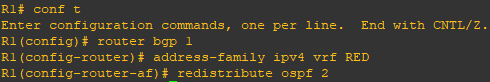 R1# conf t
Enter configuration commands, one per line.  End with CNTL/Z.
R1(config)# router bgp 1
R1(config-router)# address-family ipv4 vrf RED
R1(config-router-af)# redistribute ospf 2